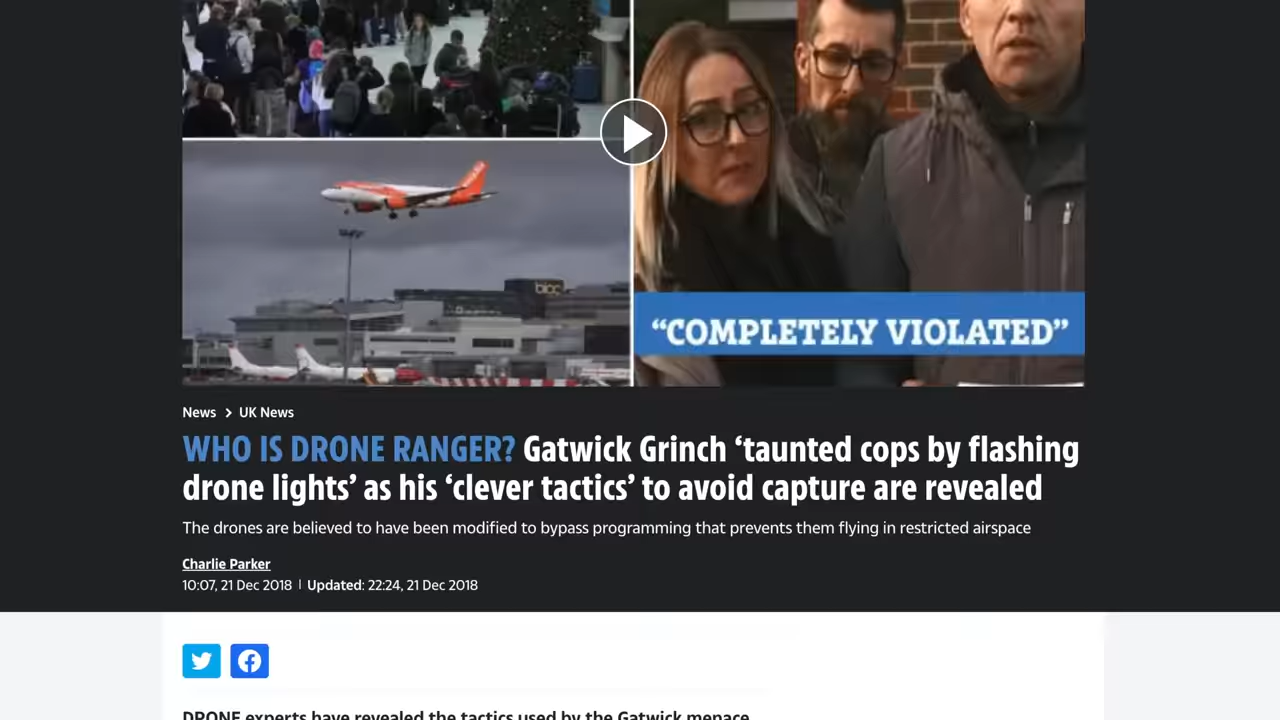 bloc
“COMPLETELY VIOLATED”
News > UK News
WHO IS DRONE RANGER? Gatwick Grinch ‘taunted cops by flashing
drone lights’ as his ‘clever tactics’ to avoid capture are revealed
The drones are believed to have been modified to bypass programming that prevents them flying in restricted airspace
Charlie Parker
10:07, 21 Dec 2018 | Updated: 22:24, 21 Dec 2018
DRONE experts have revealed the tactics used by the Gatwick menace